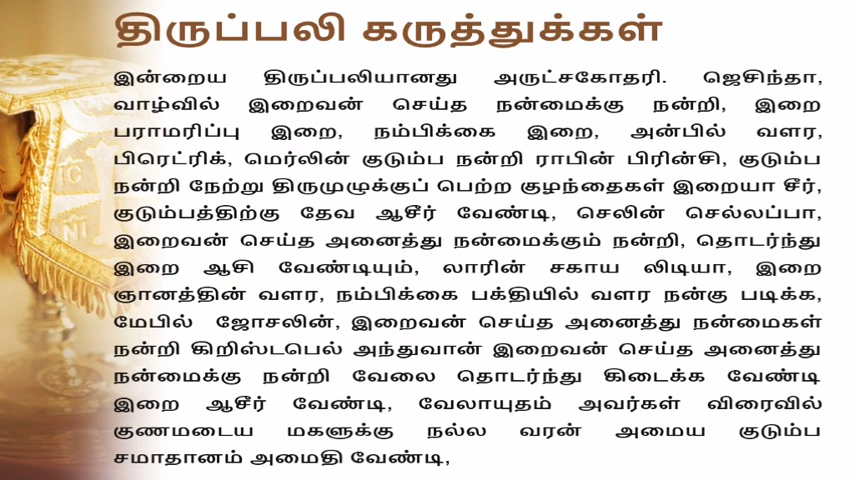 திருப்பலி கருத்துக்கள்
இன்றைய திருப்பலியானது அருட்சகோதரி. ஜெசிந்தா,
வாழ்வில் இறைவன் செய்த நன்மைக்கு நன்றி, இறை
பராமரிப்பு இறை, நம்பிக்கை இறை, அன்பில் வளர,
பிரெட்ரிக், மெர்லின் குடும்ப நன்றி ராபின் பிரின்சி, குடும்ப
நன்றி நேற்று திருமுழுக்குப் பெற்ற குழந்தைகள் இறையா சீர்,
குடும்பத்திற்கு தேவ ஆசீர் வேண்டி, செலின் செல்லப்பா,
இறைவன் செய்த அனைத்து நன்மைக்கும் நன்றி, தொடர்ந்து
இறை ஆசி வேண்டியும், லாரின் சகாய லிடியா, இறை
ஞானத்தின் வளர, நம்பிக்கை பக்தியில் வளர நன்கு படிக்க,
மேபில் ஜோசலின், இறைவன் செய்த அனைத்து நன்மைகள்
நன்றி கிறிஸ்டபெல் அந்துவான் இறைவன் செய்த அனைத்து
நன்மைக்கு நன்றி வேலை தொடர்ந்து கிடைக்க வேண்டி
இறை ஆசீர் வேண்டி, வேலாயுதம் அவர்கள் விரைவில்
குணமடைய மகளுக்கு நல்ல வரன் அமைய குடும்ப
சமாதானம் அமைதி வேண்டி,